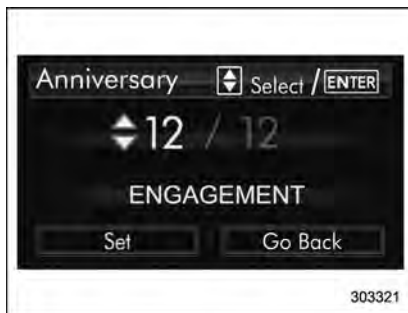 Anniversary Select / ENTER
12 / 12
ENGAGEMENT
Set Go Back
303321